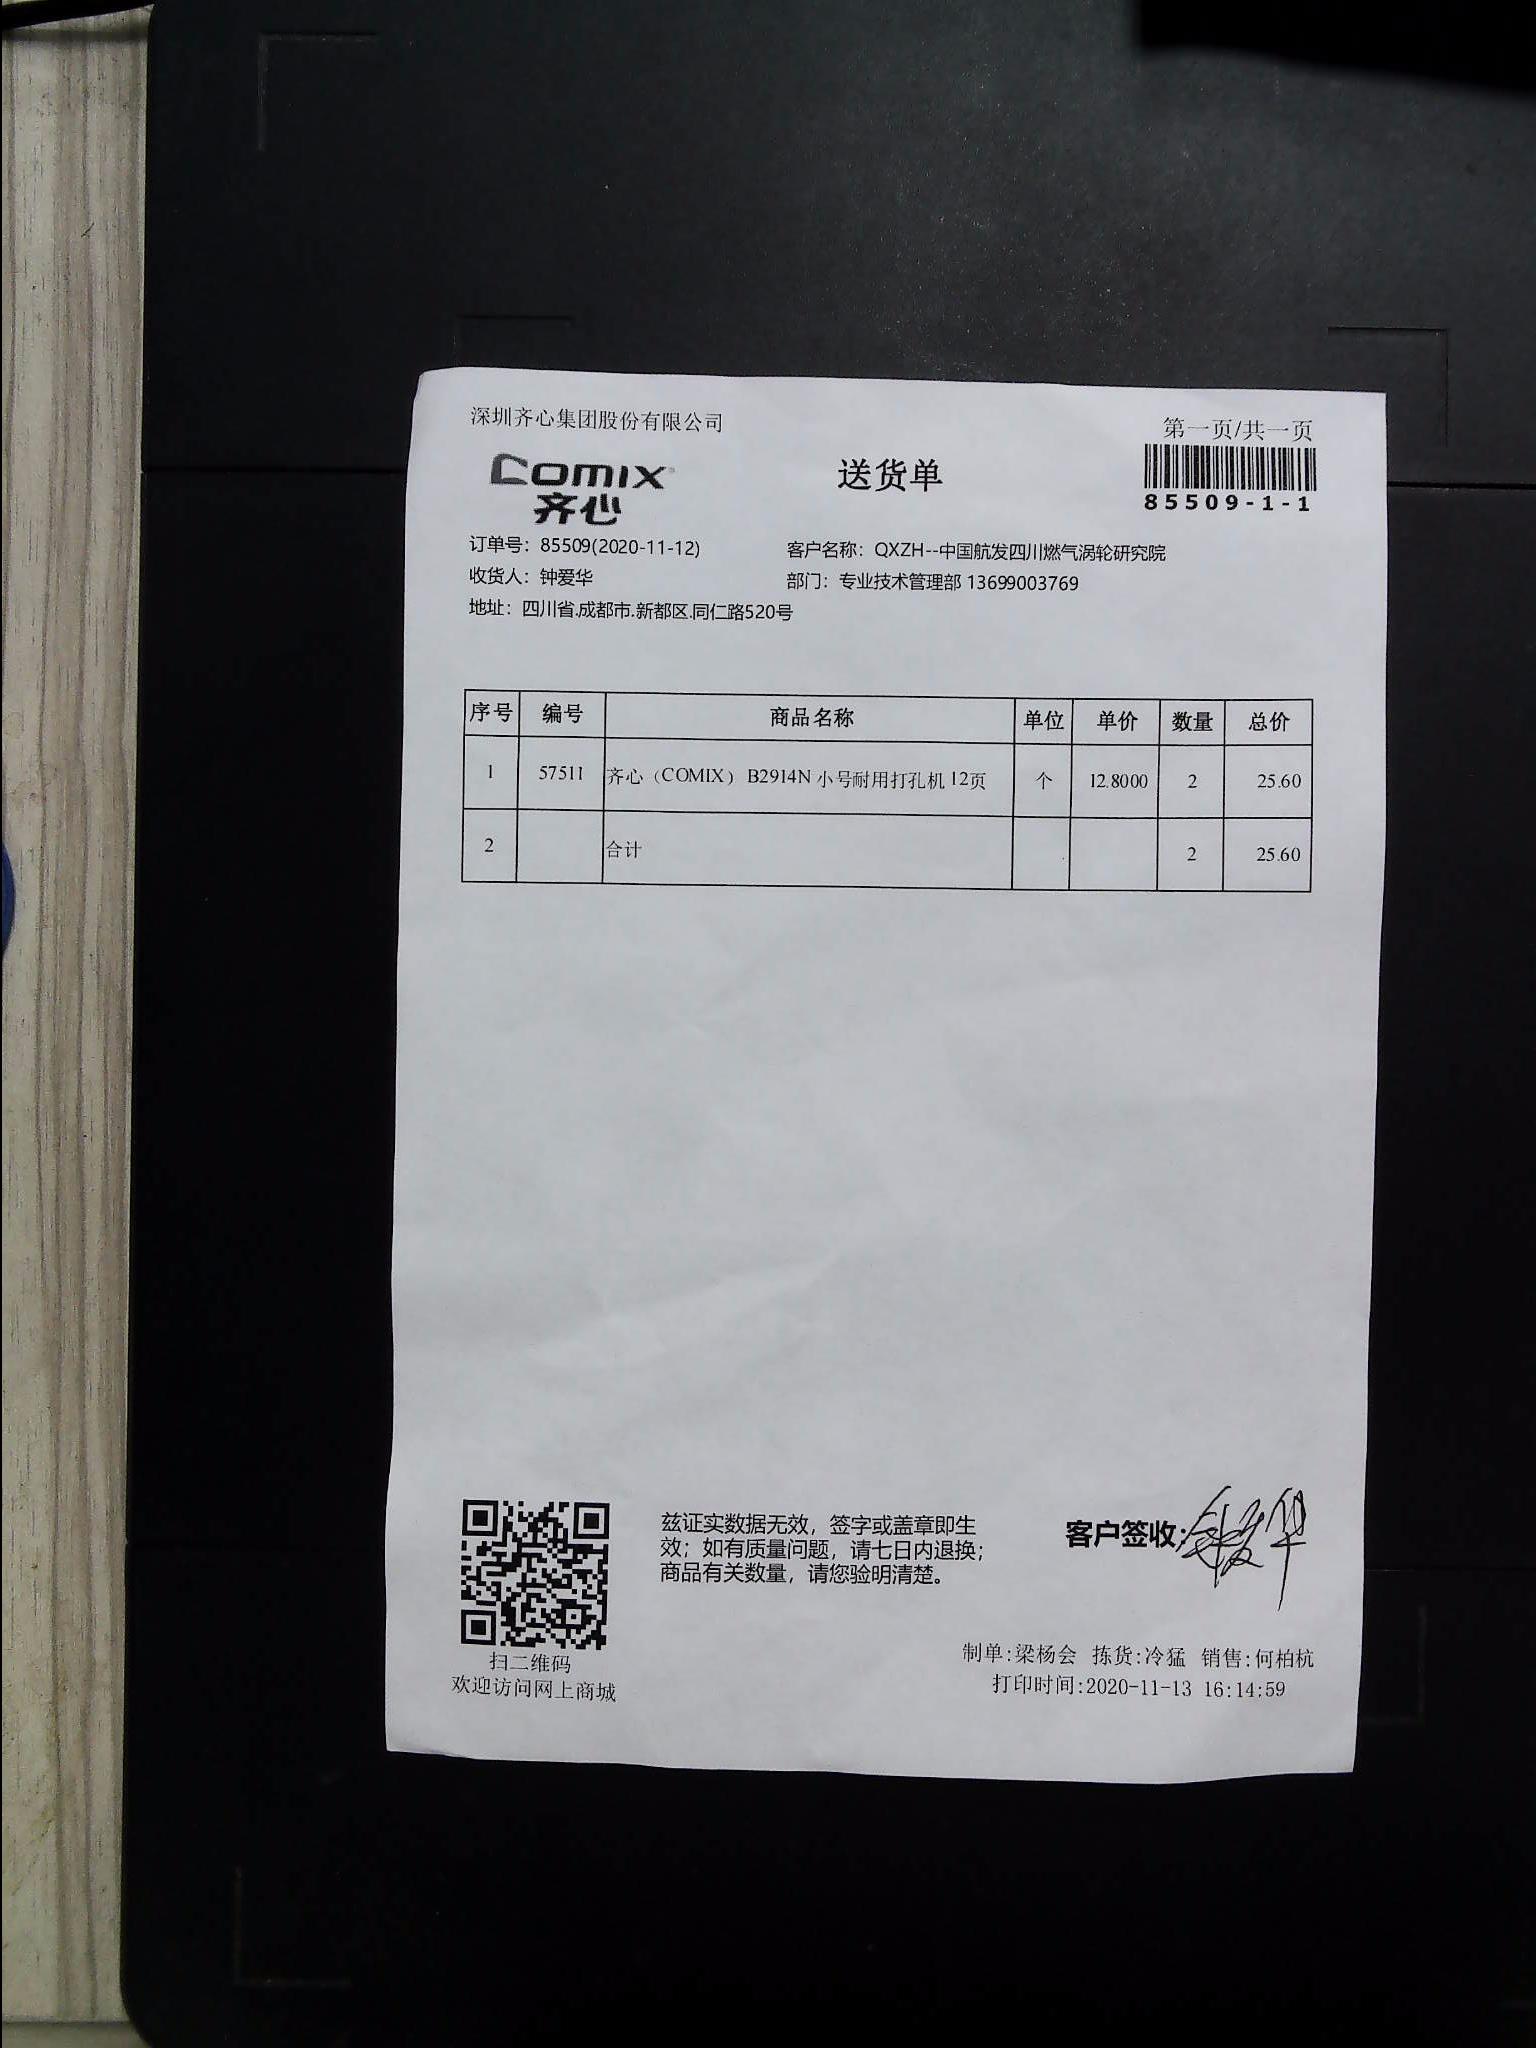 深圳齐心集团股份有限公司
第一页/共一页
COMIX
齐心
送货单
85509-1-1
订单号：85509(2020-11-12)
客户名称：QXZH--中国航发四川燃气涡轮研究院
收货人：钟爱华
部门：专业技术管理部 13699003769
地址：四川省.成都市.新都区.同仁路520号
序号 编号 商品名称 单位 单价 数量 总价
1 57511 齐心（COMIX） B2914N 小号耐用打孔机 12页 个 12.8000 2 25.60
2 合计 2 25.60
兹证实数据无效，签字或盖章即生
效；如有质量问题，请七日内退换；
商品有关数量，请您验明清楚。
客户签收：钟爱华
扫二维码
欢迎访问网上商城
制单:梁杨会 拣货:冷猛 销售:何柏杭
打印时间:2020-11-13 16:14:59